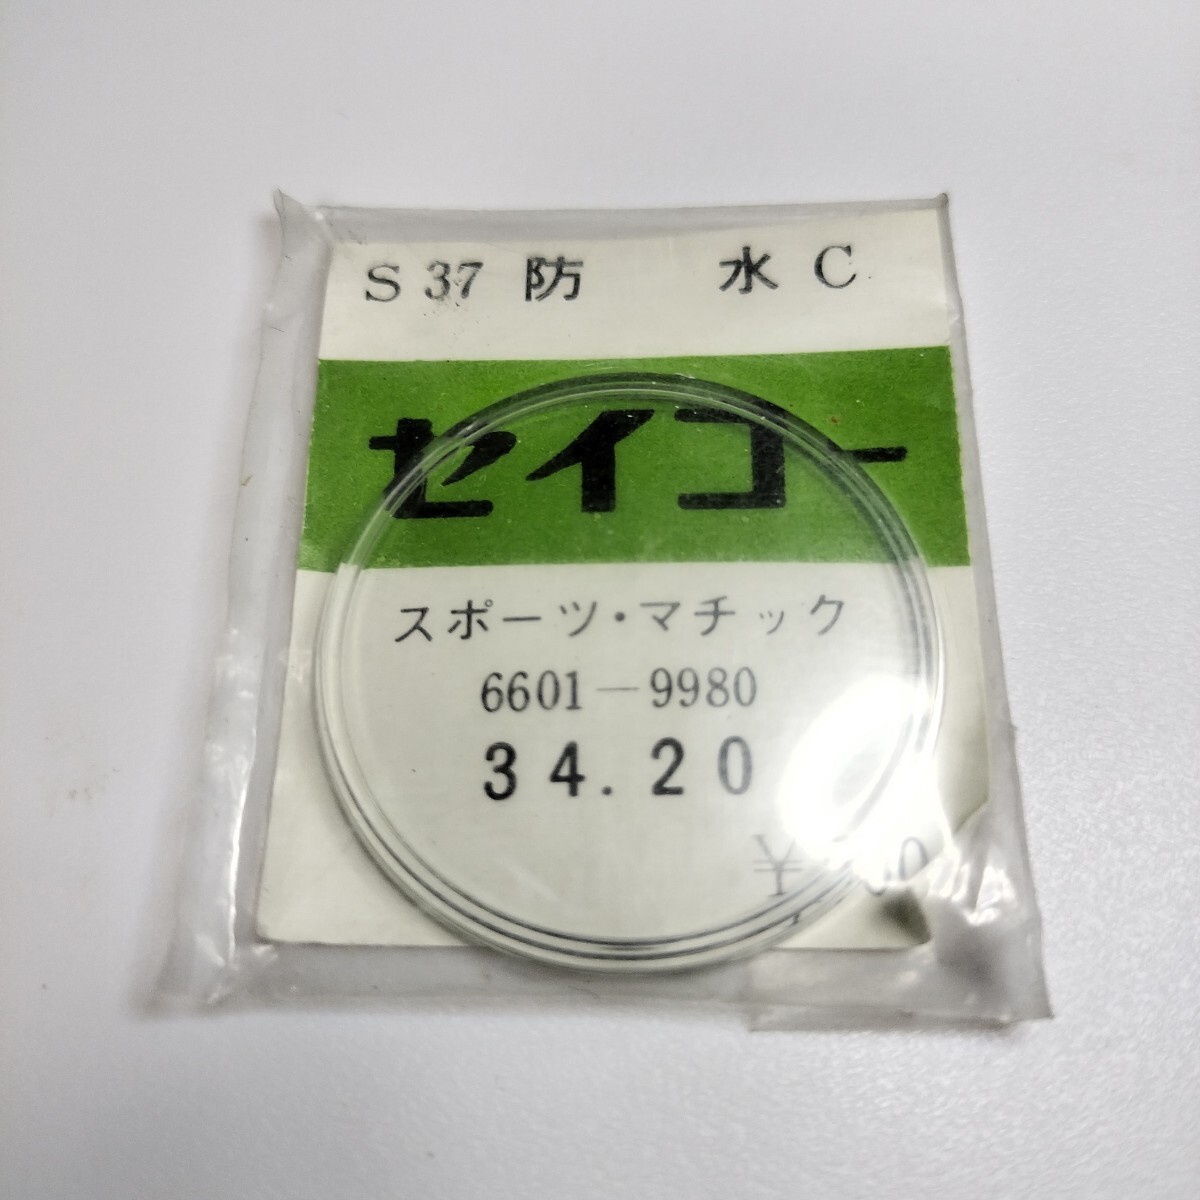 S 37 防 水 C
セイコー
スポーツ・マチック
6601-9980
34.20
¥